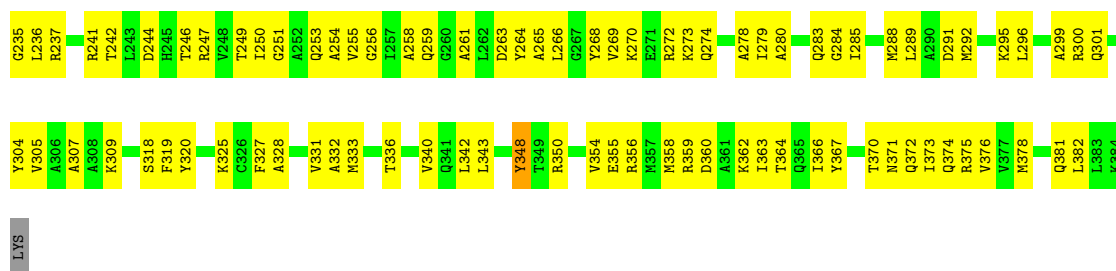 G235 L236 R237 R241 T242 L243 D244 H245 T246 R247 V248 T249 I250 G251 A252 Q253 A254 V255 G256 I257 A258 Q259 G260 A261 L262 D263 Y264 A265 L266 G267 Y268 V269 K270 E271 R272 K273 Q274 A278 I279 A280 Q283 G284 I285 M288 L289 A290 D291 M292 K295 L296 A299 R300 Q301
Y304 V305 A306 A307 A308 K309 S318 F319 Y320 K325 C326 F327 A328 V331 A332 M333 T336 V340 Q341 L342 L343 Y348 T349 R350 V354 E355 R356 M357 M358 R359 D360 A361 K362 I363 T364 Q365 I366 Y367 T370 N371 Q372 I373 Q374 R375 V376 V377 M378 Q381 L382 L383 K384
LYS